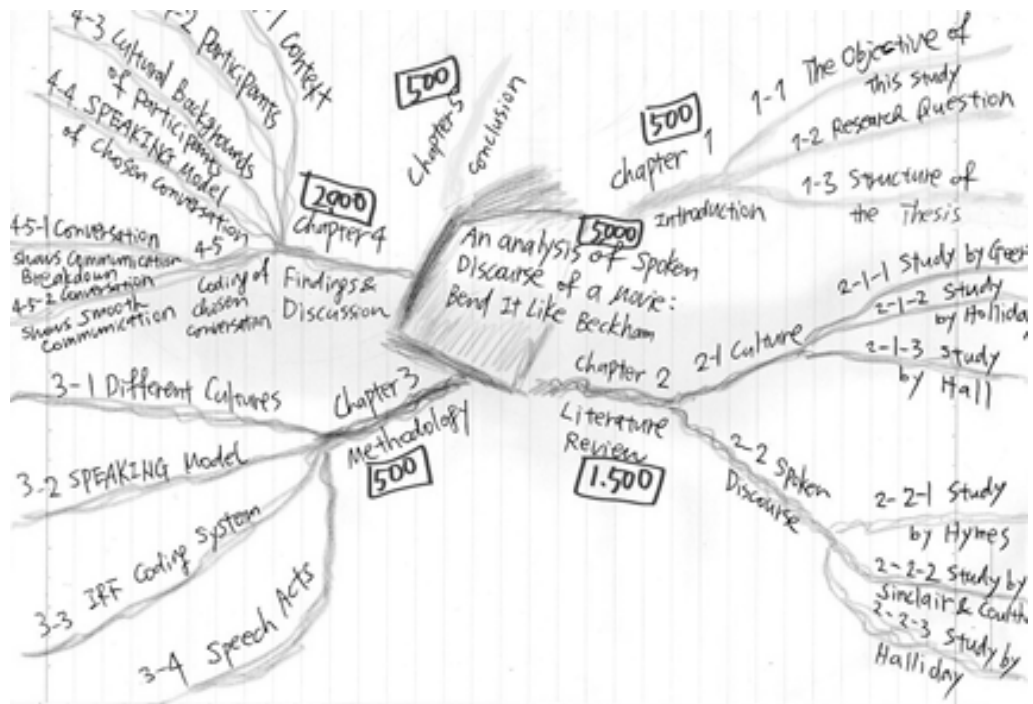 5000
An analysis of Spoken
Discourse of a movie:
Bend It Like Beckham
500
Chapter 1
Introduction
1-1 The Objective of
This study
1-2 Research Question
1-3 Structure of
the Thesis
Chapter 2
Literature
Review
1.500
2-1 Culture
2-1-1 Study by Geer
2-1-2 Study
by Holliday
2-1-3 Study
by Hall
2-2 Spoken
Discourse
2-2-1 Study
by Hymes
2-2-2 Study by
Sinclair & Coulth
2-2-3 Study by
Halliday
Chapter 3
Methodology
500
3-1 Different Cultures
3-2 SPEAKING Model
3-3 IRF Coding System
3-4 Speech Acts
2000
Chapter 4
Findings &
Discussion
-1 Context
-2 Participants
4-3 Cultural Backgrounds
of participants
4-4. SPEAKING Model
of chosen conversation
4-5
Coding of
chosen
conversation
4-5-1 Conversation
shows Communication
Breakdown
4-5-2 Conversation
shows smooth
communication
500
Chapter 5
conclusion